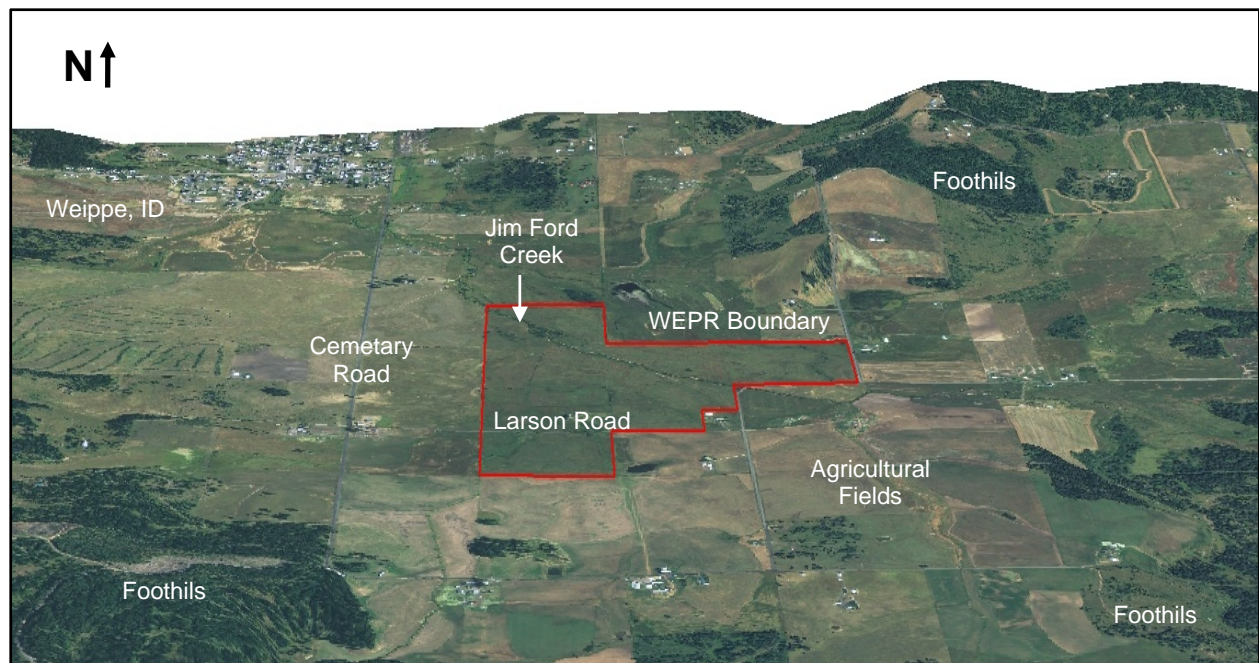 N
Foothils
Weippe, ID
Jim Ford
Creek
WEPR Boundary
Cemetary
Road
Larson Road
Agricultural
Fields
Foothils
Foothils